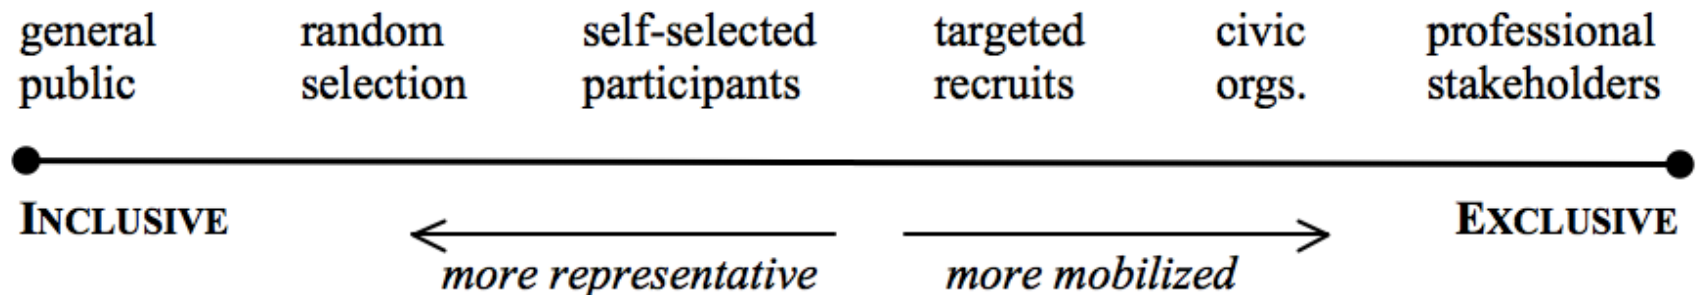 general random self-selected targeted civic professional
public selection participants recruits orgs. stakeholders
INCLUSIVE EXCLUSIVE
more representative more mobilized